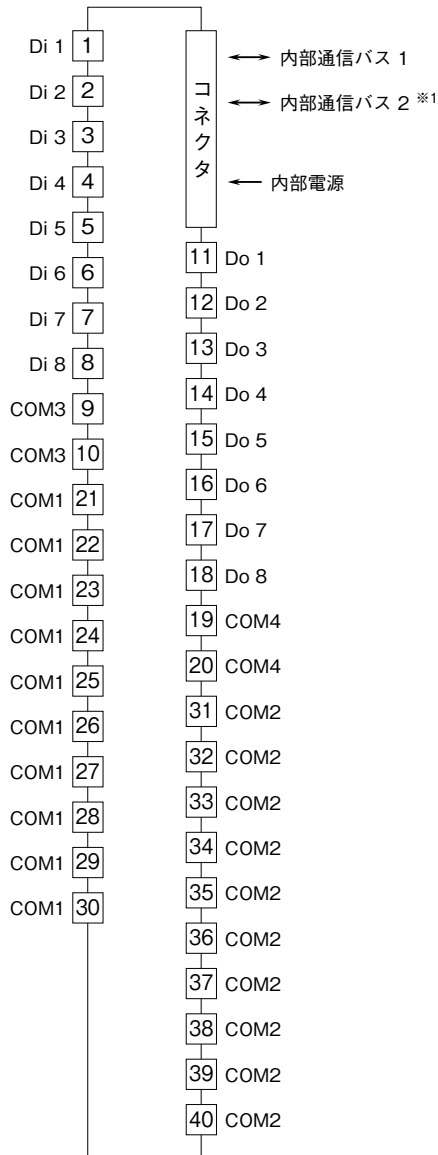 Di 1 1
Di 2 2
Di 3 3
Di 4 4
Di 5 5
Di 6 6
Di 7 7
Di 8 8
COM3 9
COM3 10
COM1 21
COM1 22
COM1 23
COM1 24
COM1 25
COM1 26
COM1 27
COM1 28
COM1 29
COM1 30
コネクタ
内部通信バス 1
内部通信バス 2 ※1
内部電源
11 Do 1
12 Do 2
13 Do 3
14 Do 4
15 Do 5
16 Do 6
17 Do 7
18 Do 8
19 COM4
20 COM4
31 COM2
32 COM2
33 COM2
34 COM2
35 COM2
36 COM2
37 COM2
38 COM2
39 COM2
40 COM2